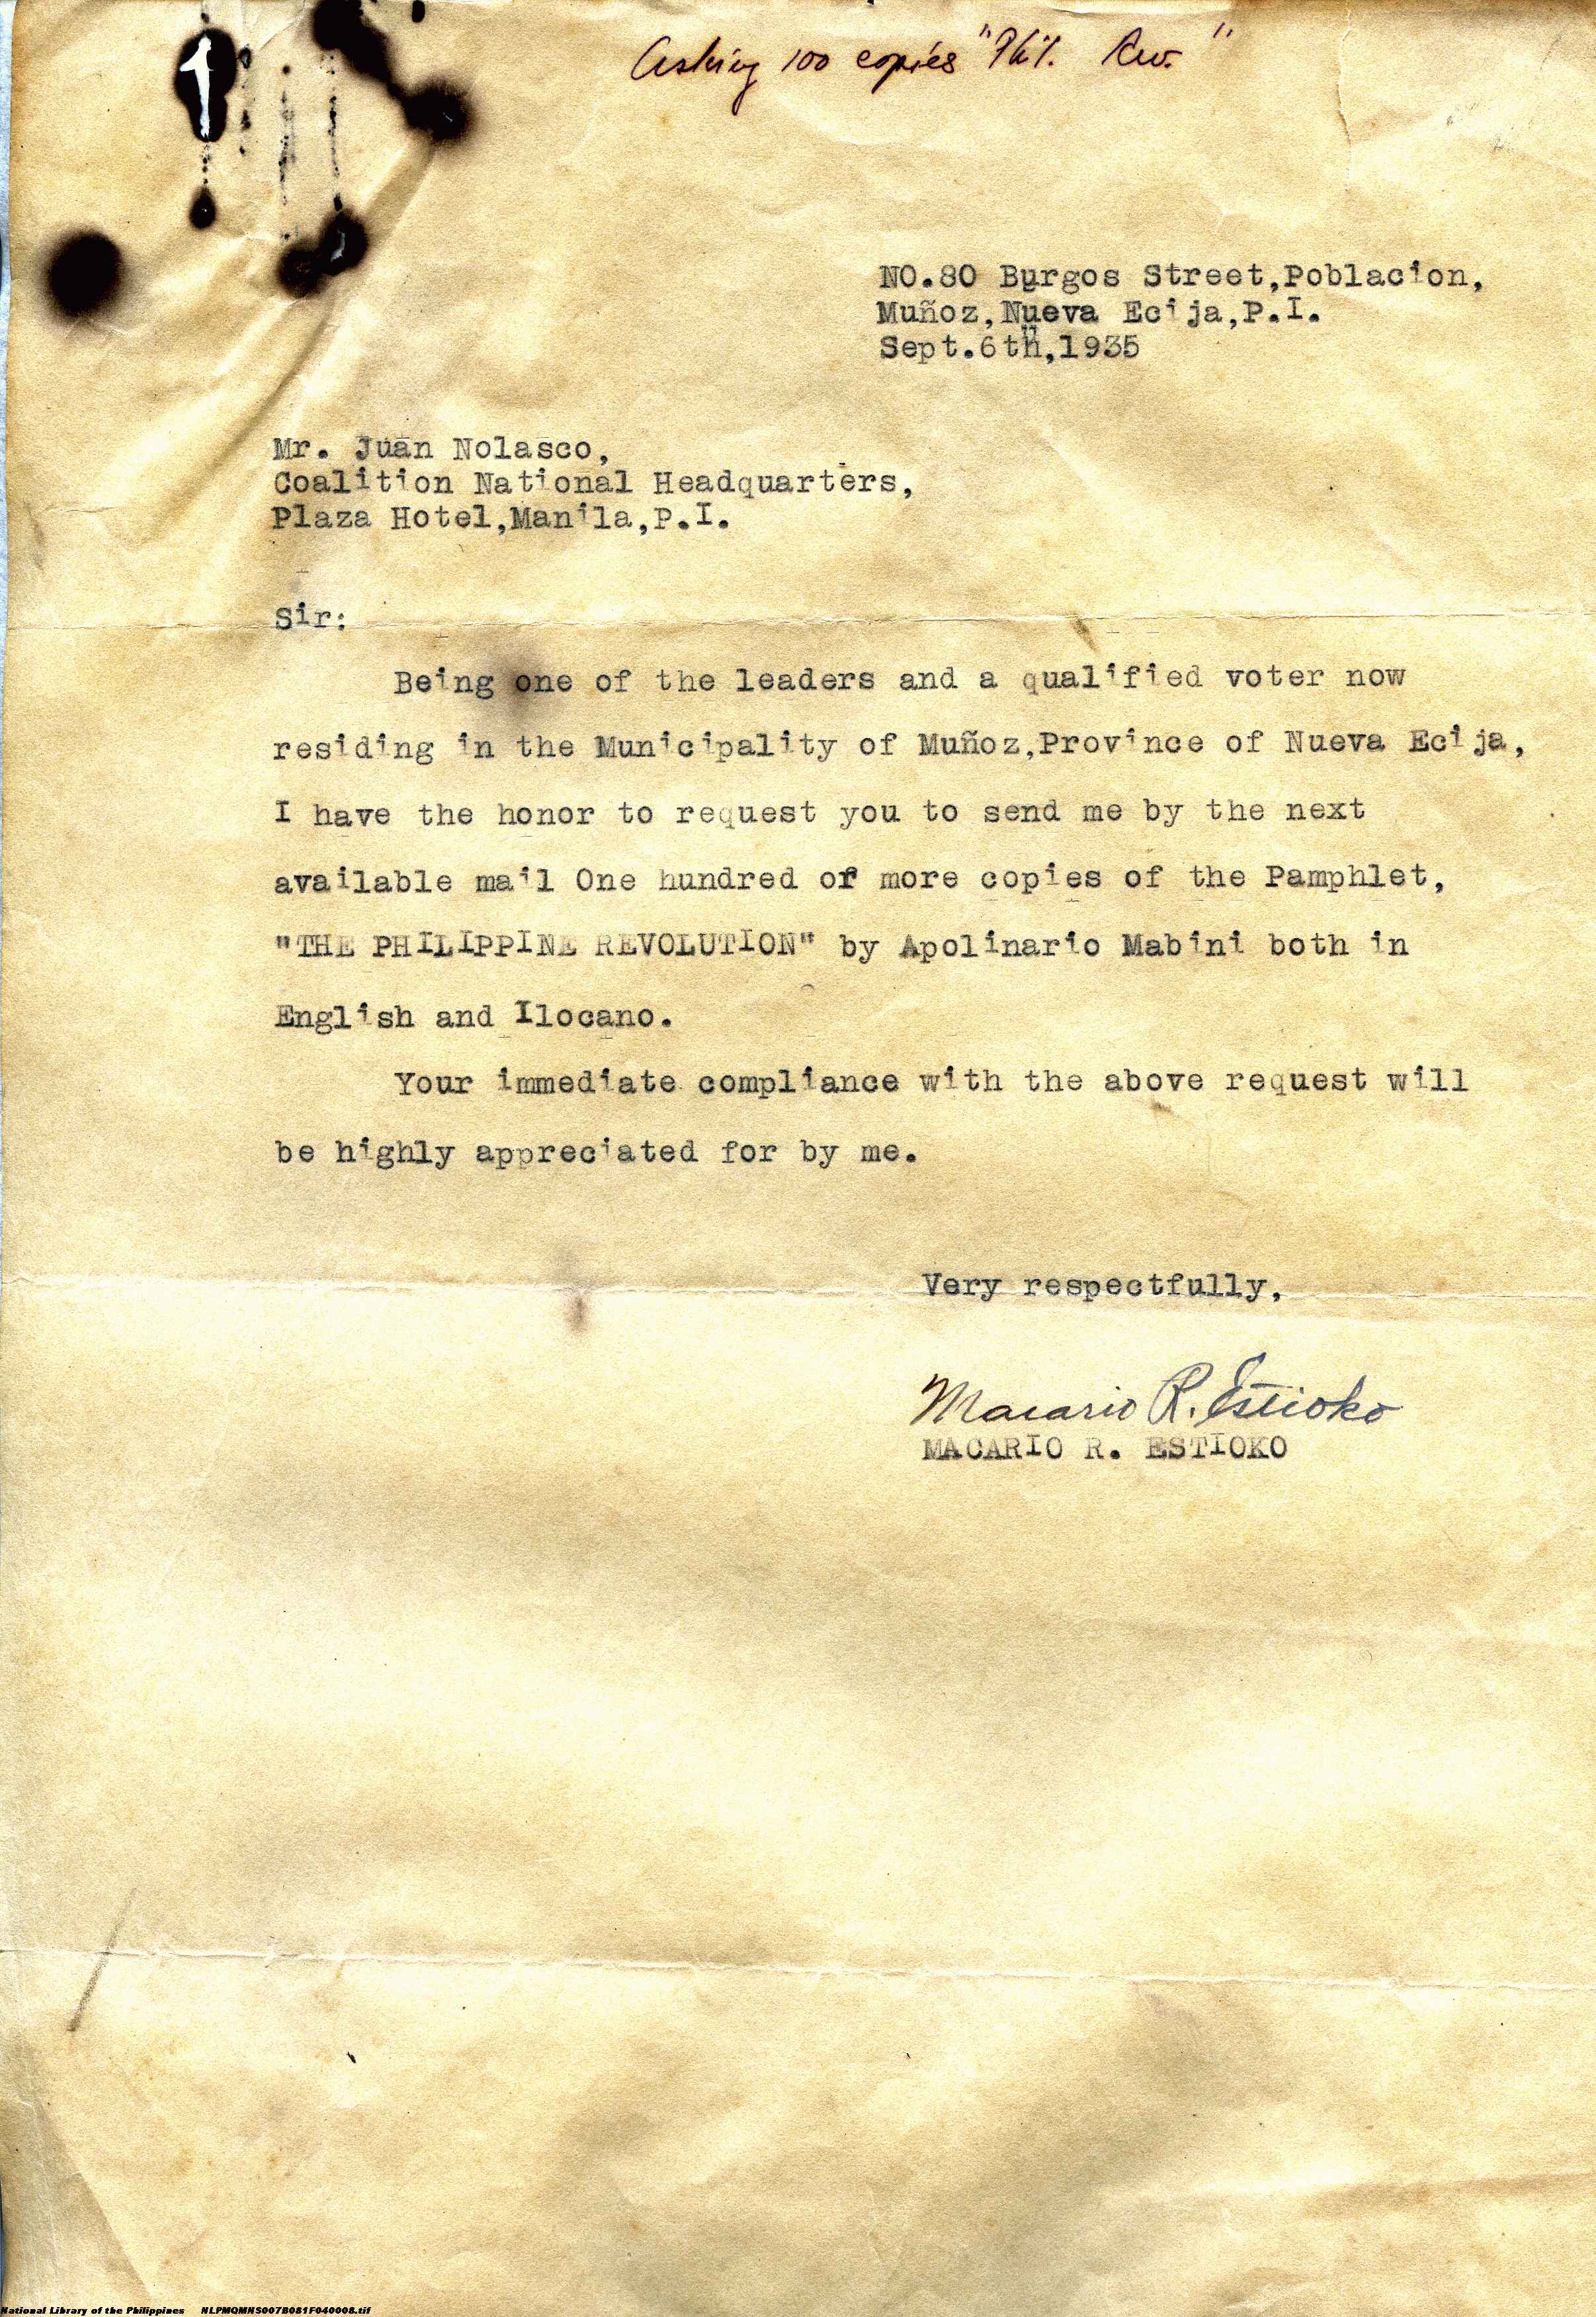 Asking 100 copies "Phil. Rev."
NO.80 Burgos Street,Poblacion,
Muñoz,Nueva Ecija,P.I.
Sept.6th,1935
Mr. Juan Nolasco,
Coalition National Headquarters,
Plaza Hotel,Manila,P.I.
Sir:
Being one of the leaders and a qualified voter now
residing in the Municipality of Muñoz,Province of Nueva Ecija,
I have the honor to request you to send me by the next
available mail One hundred or more copies of the Pamphlet,
"THE PHILIPPINE REVOLUTION" by Apolinario Mabini both in
English and Ilocano.
Your immediate compliance with the above request will
be highly appreciated for by me.
Very respectfully,
Macario R. Estioko
MACARIO R. ESTIOKO
National Library of the Philippines NLPMQMNS007B081F040008.tif